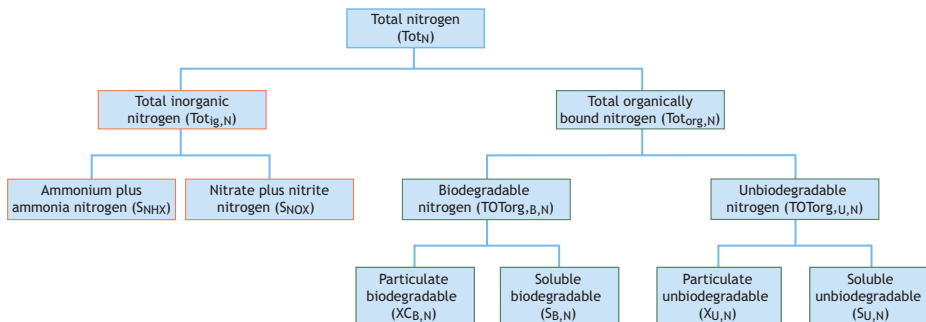 Total nitrogen
(TotN)
Total inorganic
nitrogen (Totig,N)
Total organically
bound nitrogen (Totorg,N)
Ammonium plus
ammonia nitrogen (SNHX)
Nitrate plus nitrite
nitrogen (SNOX)
Biodegradable
nitrogen (TOTorg,B,N)
Unbiodegradable
nitrogen (TOTorg,U,N)
Particulate
biodegradable
(XCB,N)
Soluble
biodegradable
(SB,N)
Particulate
unbiodegradable
(XU,N)
Soluble
unbiodegradable
(SU,N)